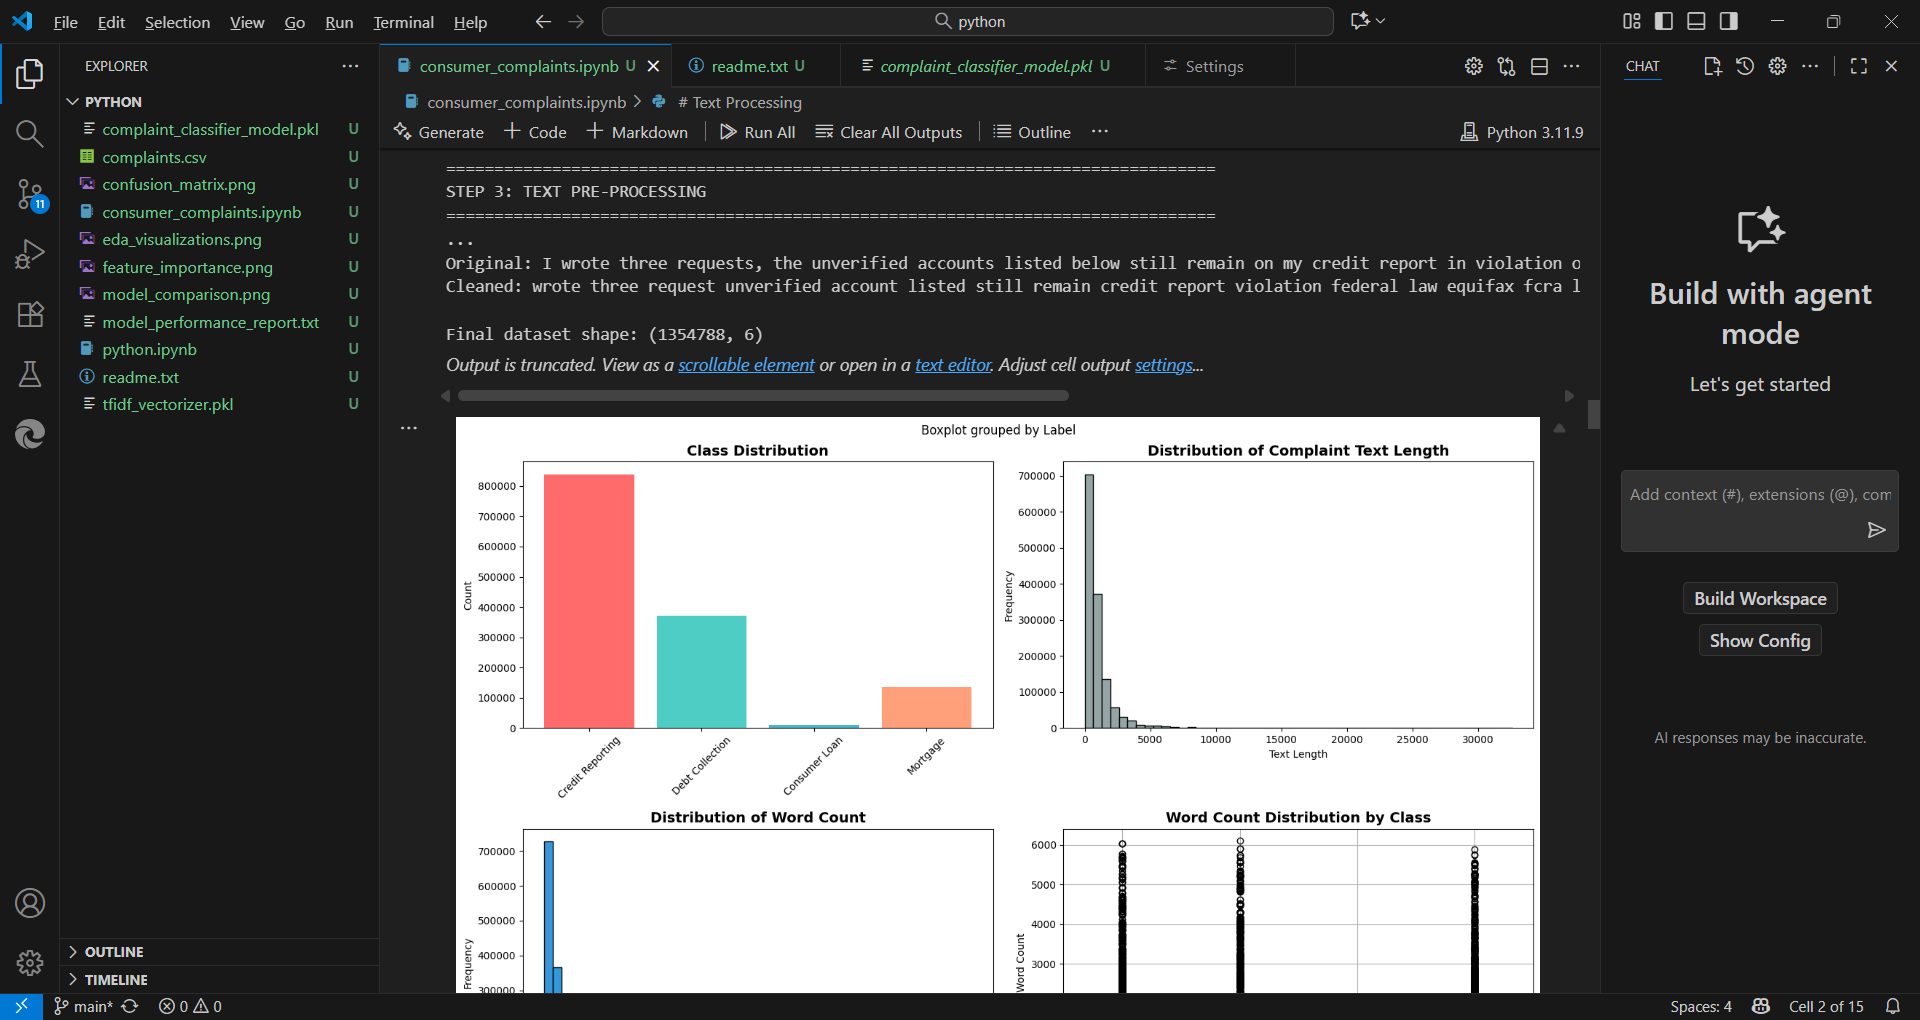 File Edit Selection View Go Run Terminal Help
python
EXPLORER
PYTHON
complaint_classifier_model.pkl U
complaints.csv U
confusion_matrix.png U
consumer_complaints.ipynb U
eda_visualizations.png U
feature_importance.png U
model_comparison.png U
model_performance_report.txt U
python.ipynb U
readme.txt U
tfidf_vectorizer.pkl U
11
OUTLINE
TIMELINE
consumer_complaints.ipynb U
readme.txt U
complaint_classifier_model.pkl U
Settings
consumer_complaints.ipynb > # Text Processing
Generate + Code + Markdown Run All Clear All Outputs Outline ...
Python 3.11.9
================================================================================
STEP 3: TEXT PRE-PROCESSING
================================================================================
...
Original: I wrote three requests, the unverified accounts listed below still remain on my credit report in violation o
Cleaned: wrote three request unverified account listed still remain credit report violation federal law equifax fcra l
Final dataset shape: (1354788, 6)
Output is truncated. View as a scrollable element or open in a text editor. Adjust cell output settings...
Boxplot grouped by Label
Class Distribution
Count
800000
700000
600000
500000
400000
300000
200000
100000
0
Credit Reporting
Debt Collection
Consumer Loan
Mortgage
Distribution of Complaint Text Length
Frequency
700000
600000
500000
400000
300000
200000
100000
0
0 5000 10000 15000 20000 25000 30000
Text Length
Distribution of Word Count
Frequency
700000
600000
500000
400000
300000
Word Count Distribution by Class
Word Count
6000
5000
4000
3000
CHAT
Build with agent
mode
Let's get started
Add context (#), extensions (@), com
Build Workspace
Show Config
AI responses may be inaccurate.
main* 0 0
Spaces: 4 Cell 2 of 15